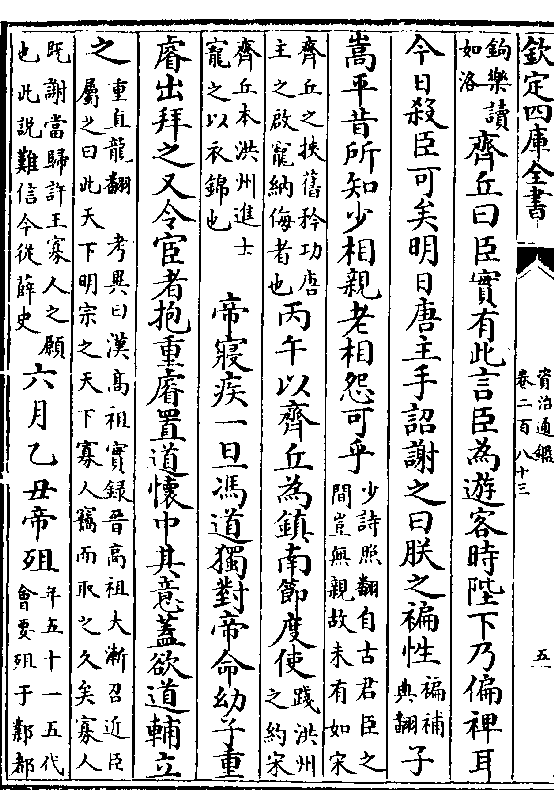 欽定四庫全書
資治通鑑
卷二百八十三
五
鉤樂讀
如洛
齊丘曰臣實有此言臣為遊客時陛下乃偏裨耳
今日殺臣可矣明日唐主手詔謝之曰朕之褊性
褊補
典翻
子
嵩平昔所知少相親老相怨可乎
少詩照翻自古君臣之
間豈無親故未有如宋
齊丘之挾舊矜功唐
主之啟寵納侮者也
丙午以齊丘為鎮南節度使
踐洪州
之約宋
齊丘本洪州進士
寵之以衣錦也
帝寢疾一旦馮道獨對帝命幼子重
睿出拜之又令宦者抱重睿置道懷中其意蓋欲道輔立
之
重直龍翻 考異曰漢高祖實録晉高祖大漸召近臣
屬之曰此天下明宗之天下寡人竊而取之久矣寡人
既謝當歸許王寡人之願
也此説難信今從薛史
六月乙丑帝殂
年五十一五代
會要殂于鄴都